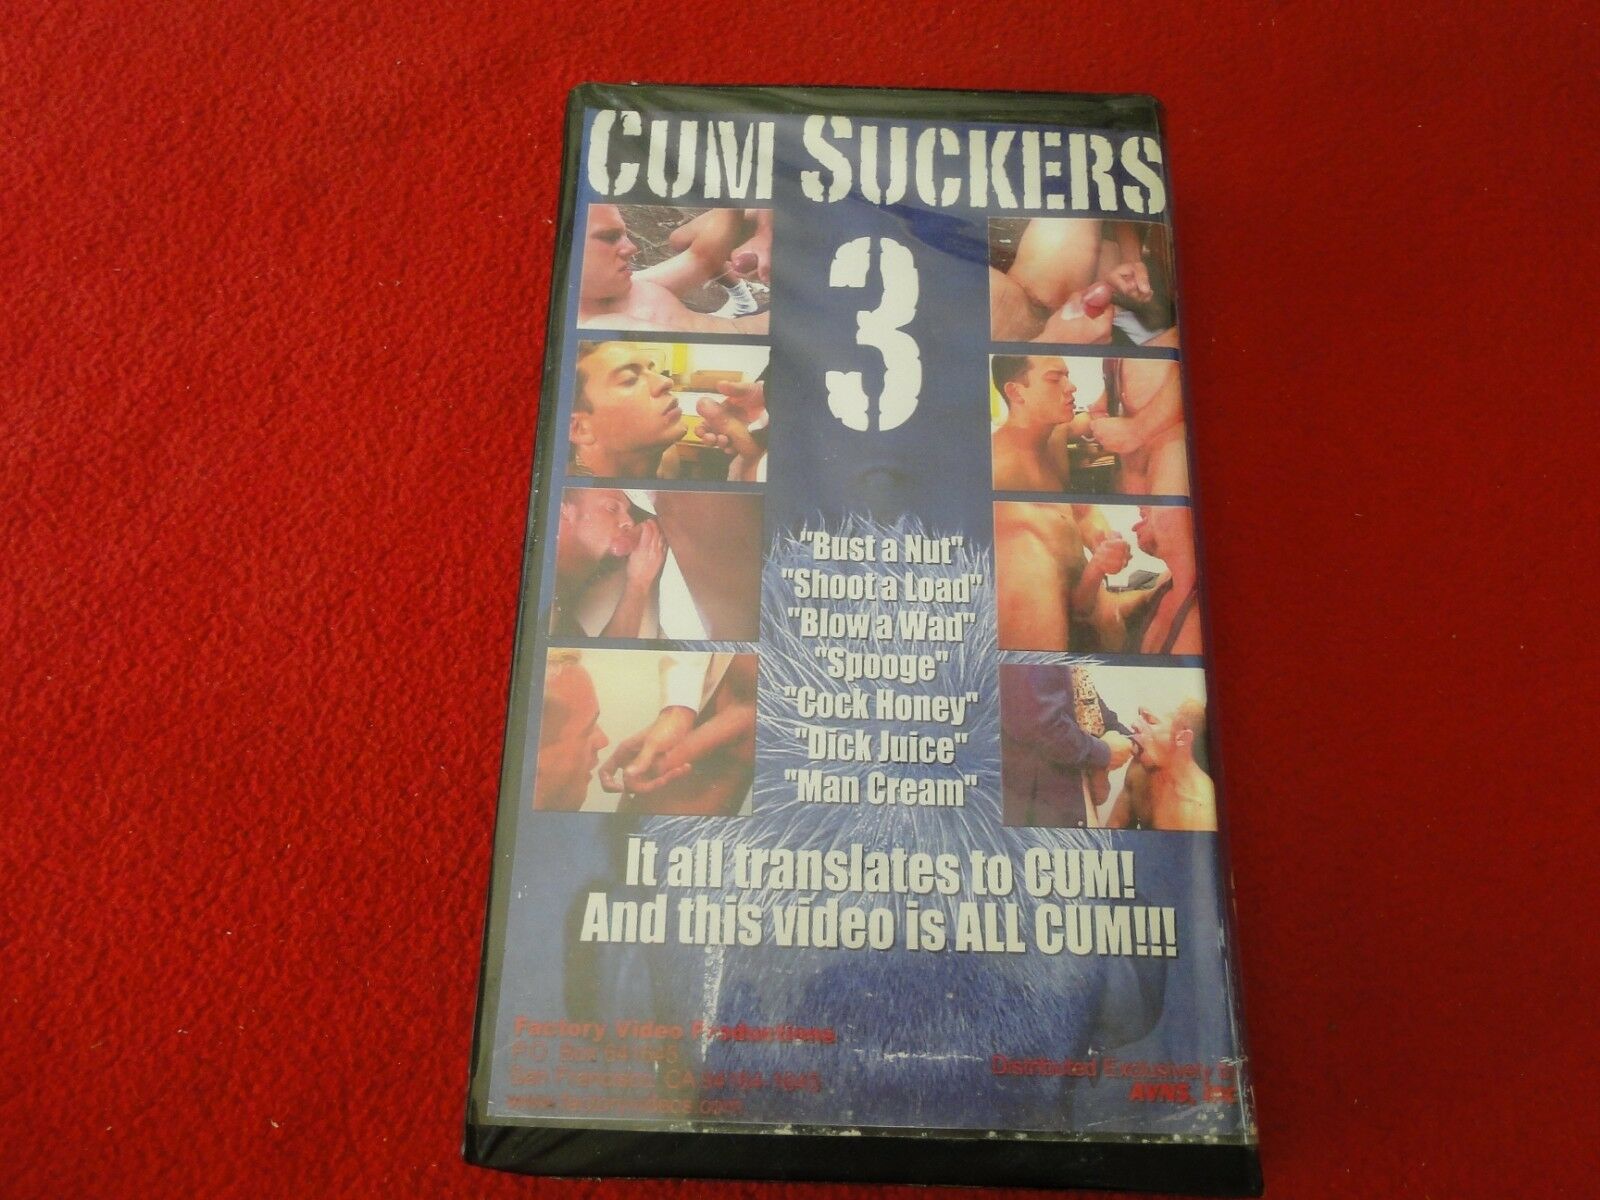 CUM SUCKERS
3
"Bust a Nut"
"Shoot a Load"
"Blow a Wad"
"Spooge"
"Cock Honey"
"Dick Juice"
"Man Cream"
It all translates to CUM!
And this video is ALL CUM!!!
Factory Video Productions
P.O. Box
San Francisco, CA
Distributed Exclusively
AVNS, Inc